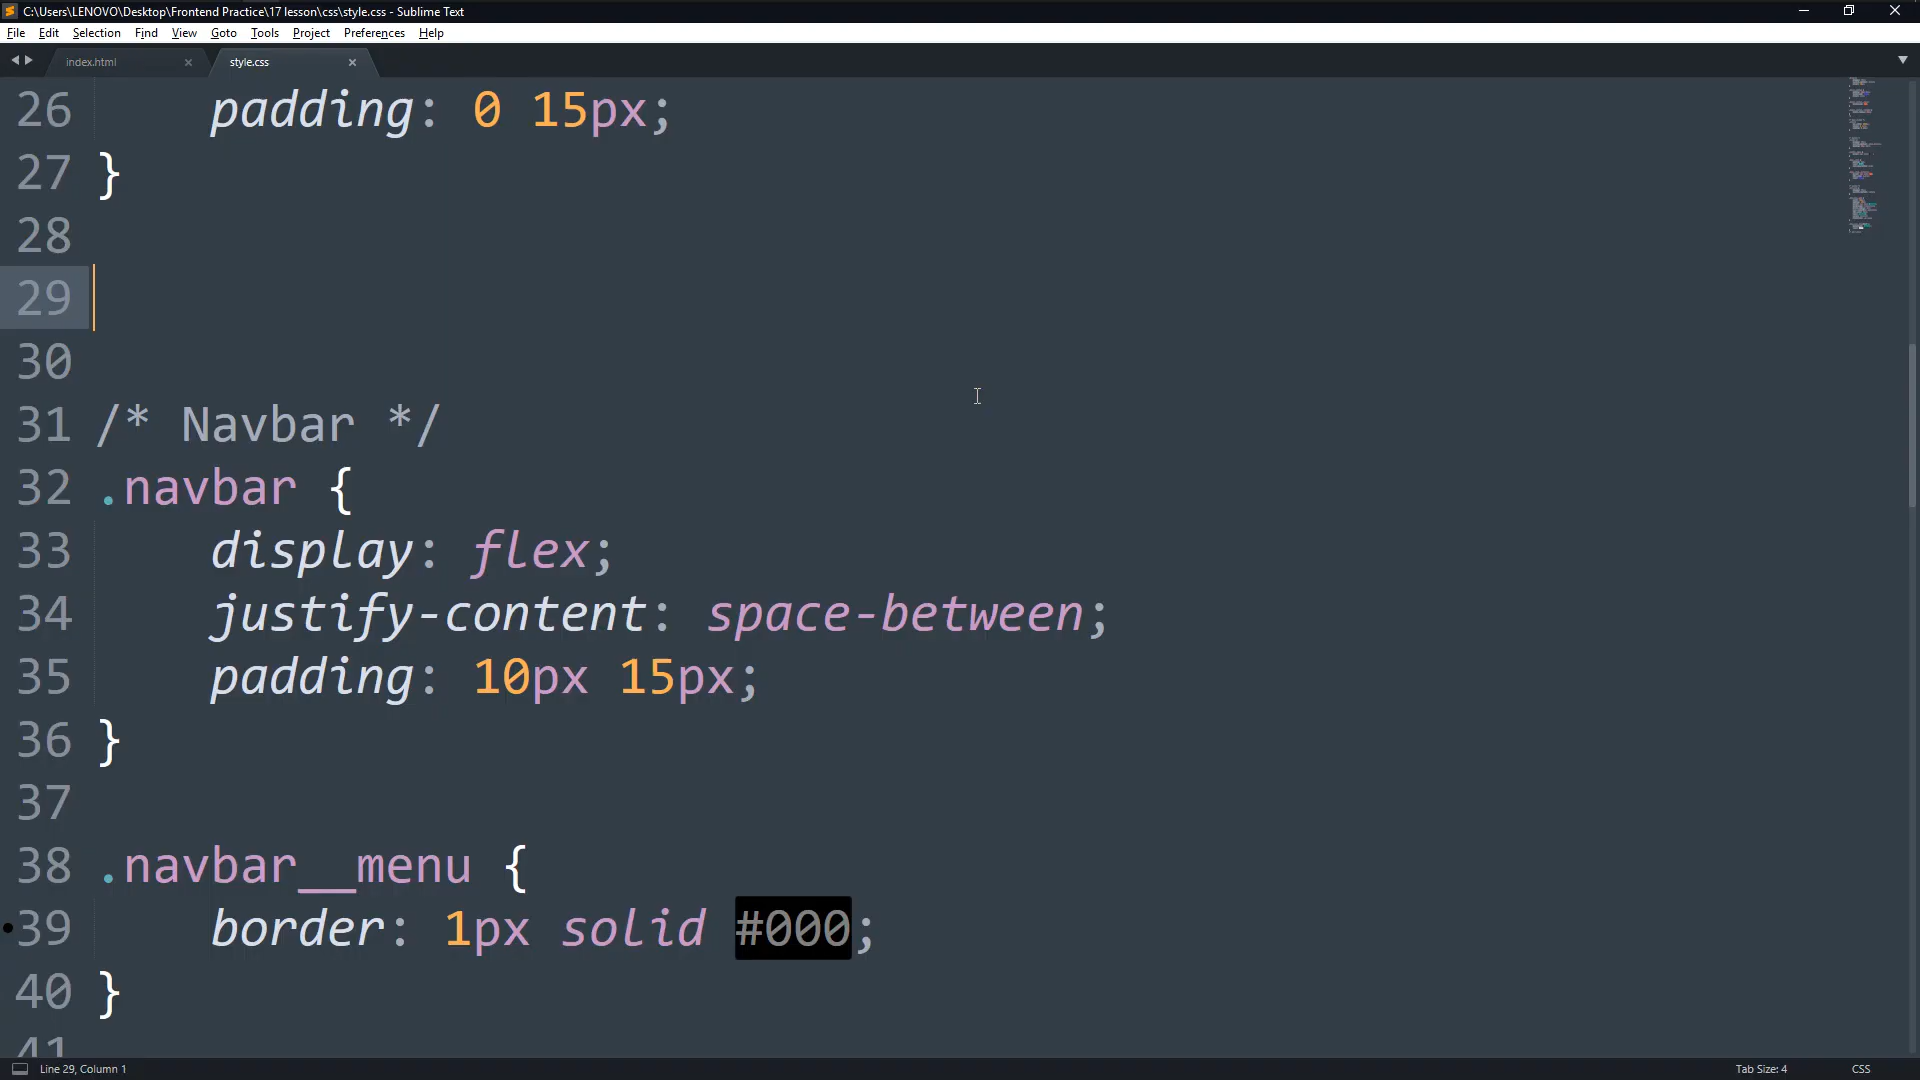 C:\Users\LENOVO\Desktop\Frontend Practice\17 lesson\css\style.css - Sublime Text
File Edit Selection Find View Goto Tools Project Preferences Help
index.html style.css
26 padding: 0 15px;
27 }
28
29
30
31 /* Navbar */
32 .navbar {
33 display: flex;
34 justify-content: space-between;
35 padding: 10px 15px;
36 }
37
38 .navbar__menu {
39 border: 1px solid #000;
40 }
41
Line 29, Column 1 Tab Size: 4 CSS